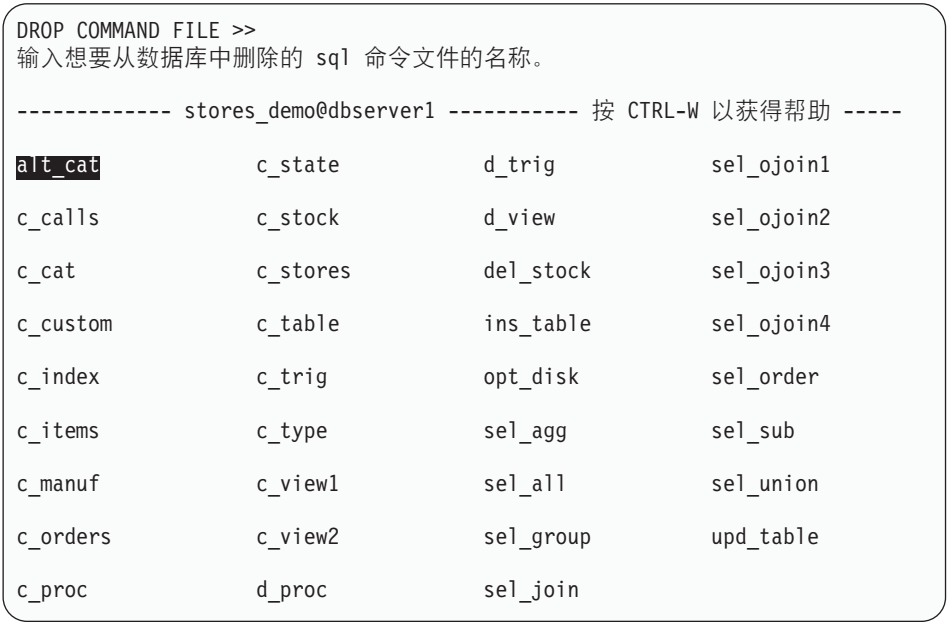 DROP COMMAND FILE >>
输入想要从数据库中删除的 sql 命令文件的名称。
------------- stores_demo@dbserver1 ----------- 按 CTRL-W 以获得帮助 -----
alt_cat c_state d_trig sel_ojoin1
c_calls c_stock d_view sel_ojoin2
c_cat c_stores del_stock sel_ojoin3
c_custom c_table ins_table sel_ojoin4
c_index c_trig opt_disk sel_order
c_items c_type sel_agg sel_sub
c_manuf c_view1 sel_all sel_union
c_orders c_view2 sel_group upd_table
c_proc d_proc sel_join